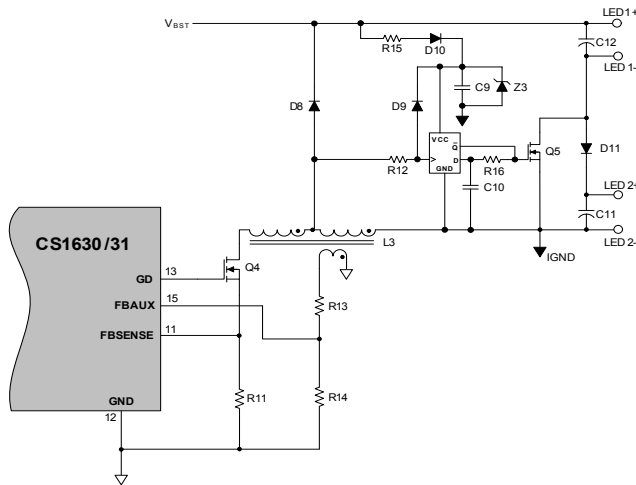 LED1+
VBST
C12
R15
D10
LED 1-
C9
Z3
D8
D9
VCC
Q
D
GND
R12
R16
Q5
D11
C10
LED 2+
C11
LED 2-
IGND
L3
CS1630/31
GD
13
Q4
FBAUX
15
R13
FBSENSE
11
R11
R14
GND
12